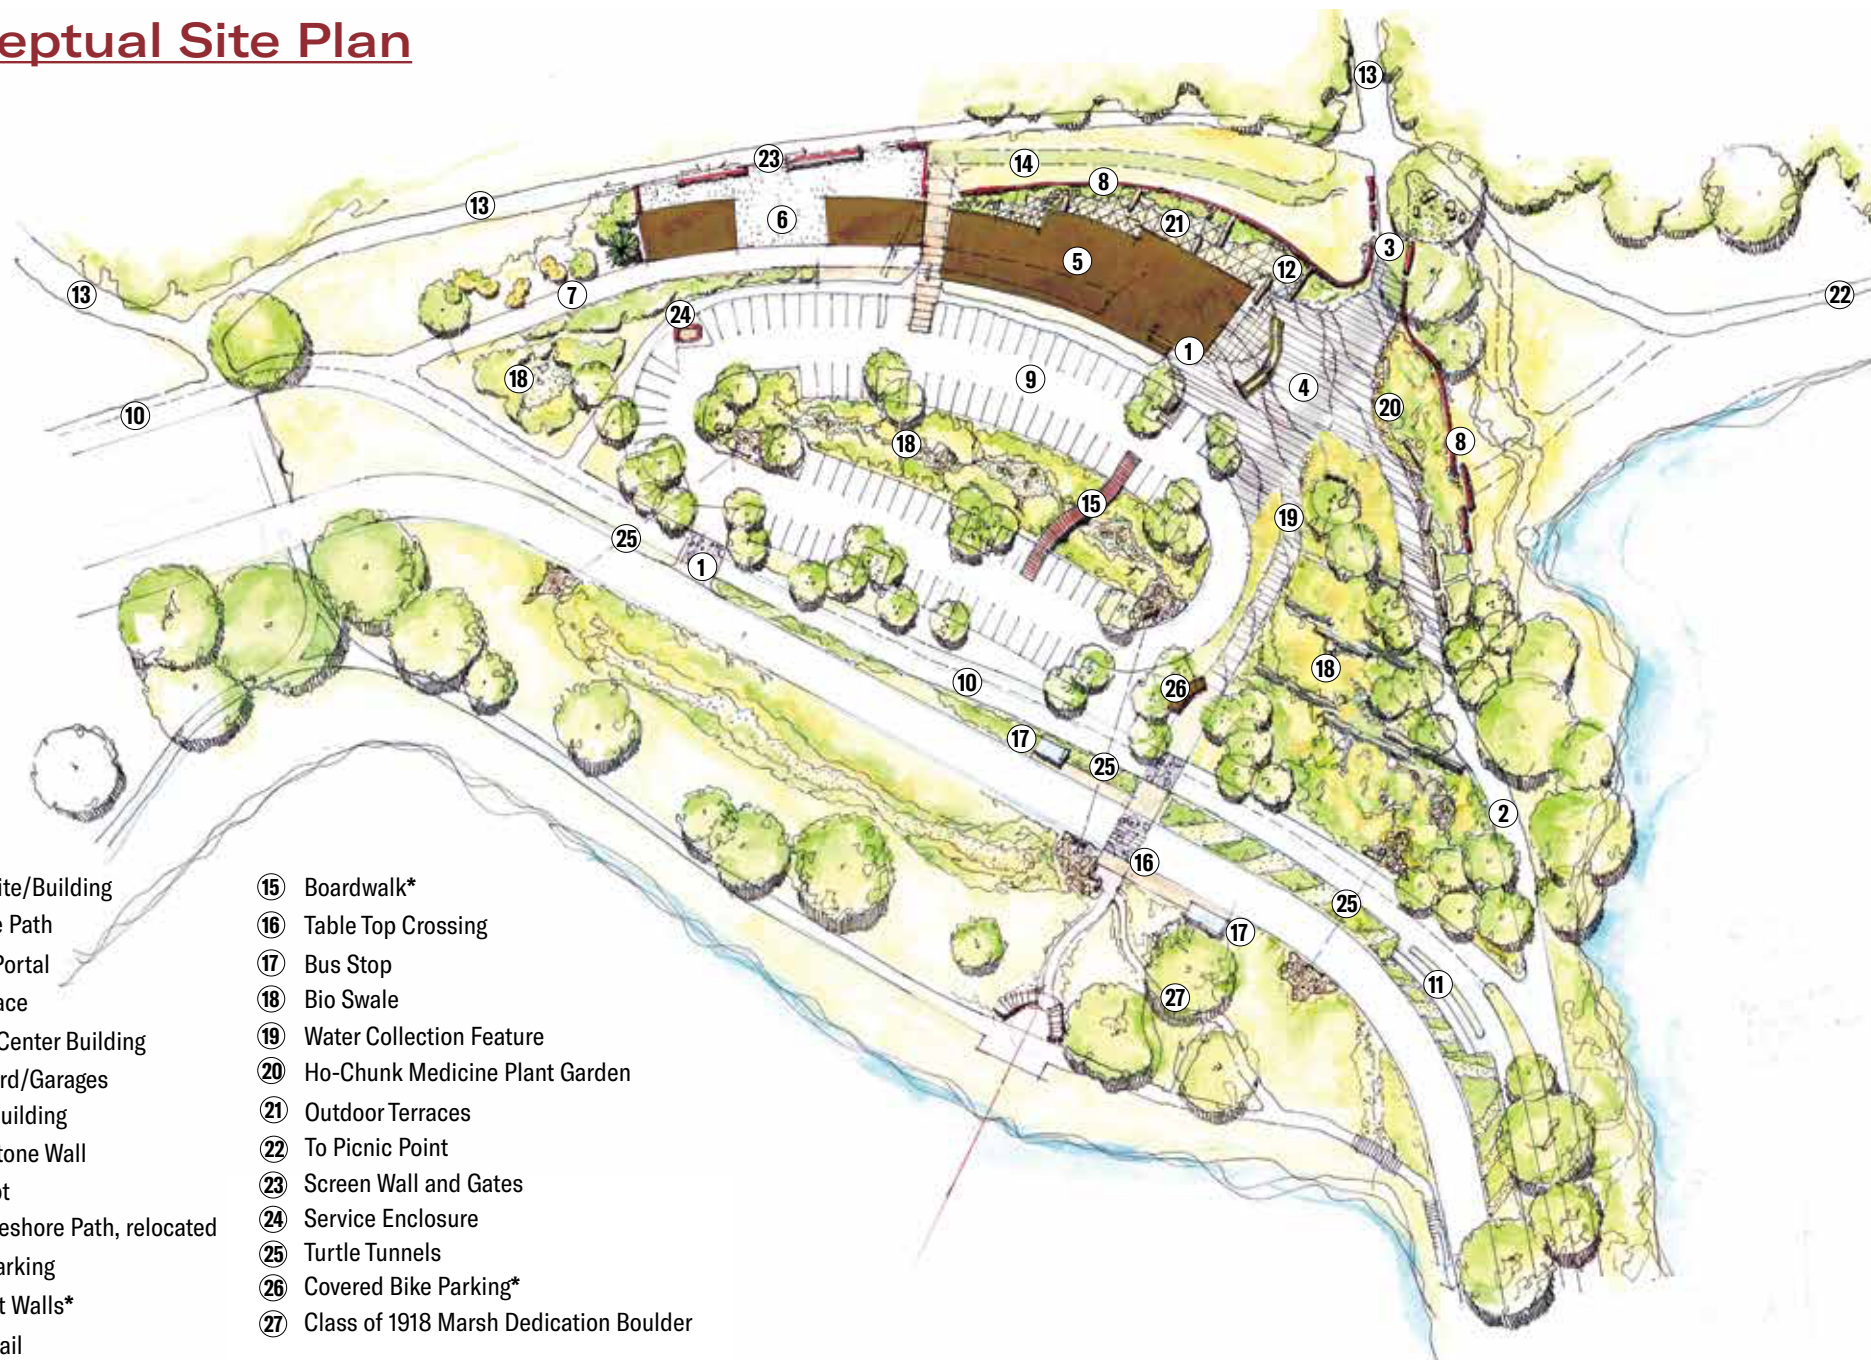 eptual Site Plan
13
23
14
8
13
6
21
3
5
12
13
7
22
24
1
18
9
4
10
20
18
8
15
19
25
1
18
10
26
17
25
2
16
25
17
11
27
ite/Building
e Path
Portal
ace
Center Building
rd/Garages
uilding
tone Wall
ot
eshore Path, relocated
arking
t Walls*
ail
15 Boardwalk*
16 Table Top Crossing
17 Bus Stop
18 Bio Swale
19 Water Collection Feature
20 Ho-Chunk Medicine Plant Garden
21 Outdoor Terraces
22 To Picnic Point
23 Screen Wall and Gates
24 Service Enclosure
25 Turtle Tunnels
26 Covered Bike Parking*
27 Class of 1918 Marsh Dedication Boulder